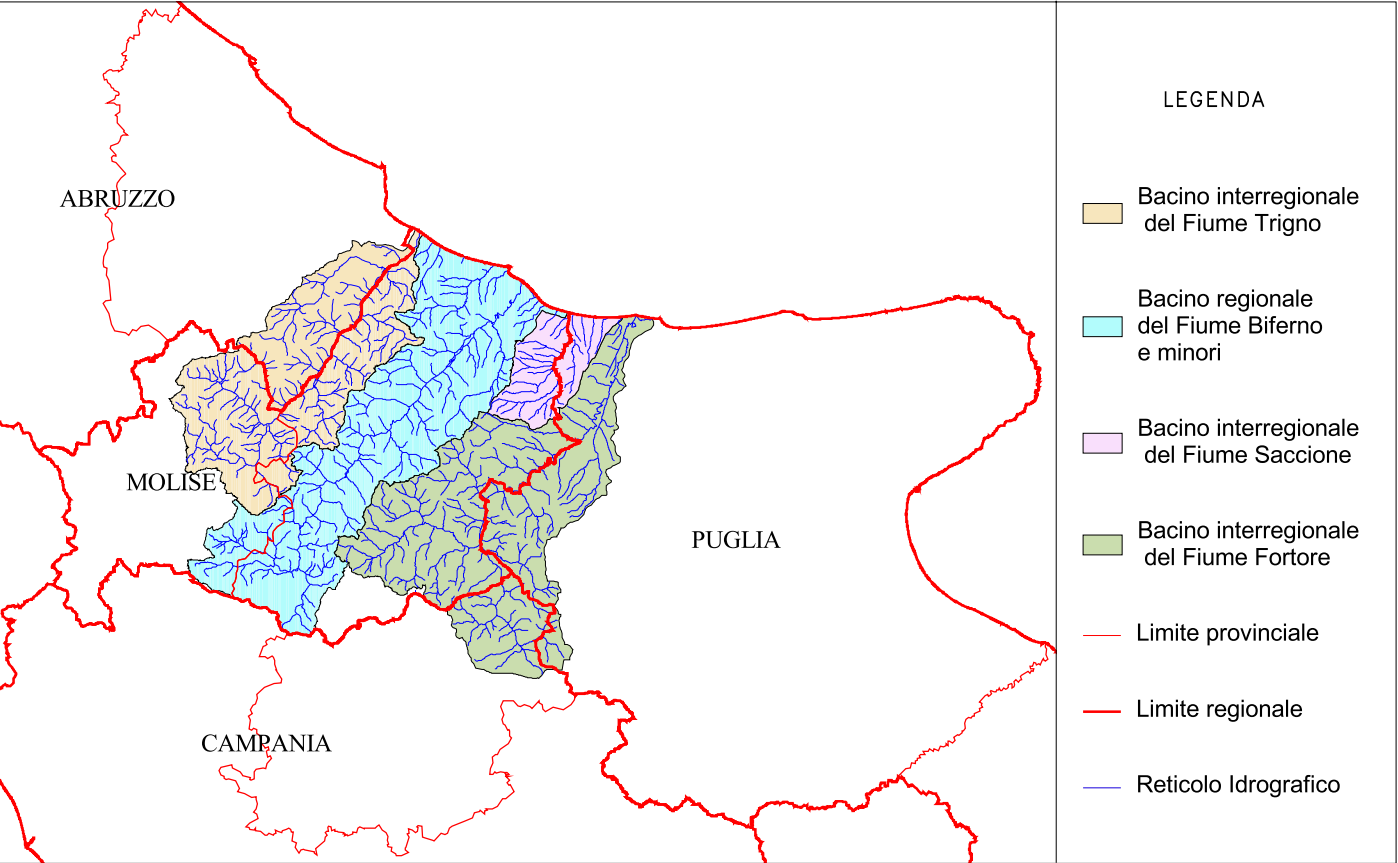 ABRUZZO
MOLISE
PUGLIA
CAMPANIA
LEGENDA
Bacino interregionale
del Fiume Trigno
Bacino regionale
del Fiume Biferno
e minori
Bacino interregionale
del Fiume Saccione
Bacino interregionale
del Fiume Fortore
Limite provinciale
Limite regionale
Reticolo Idrografico